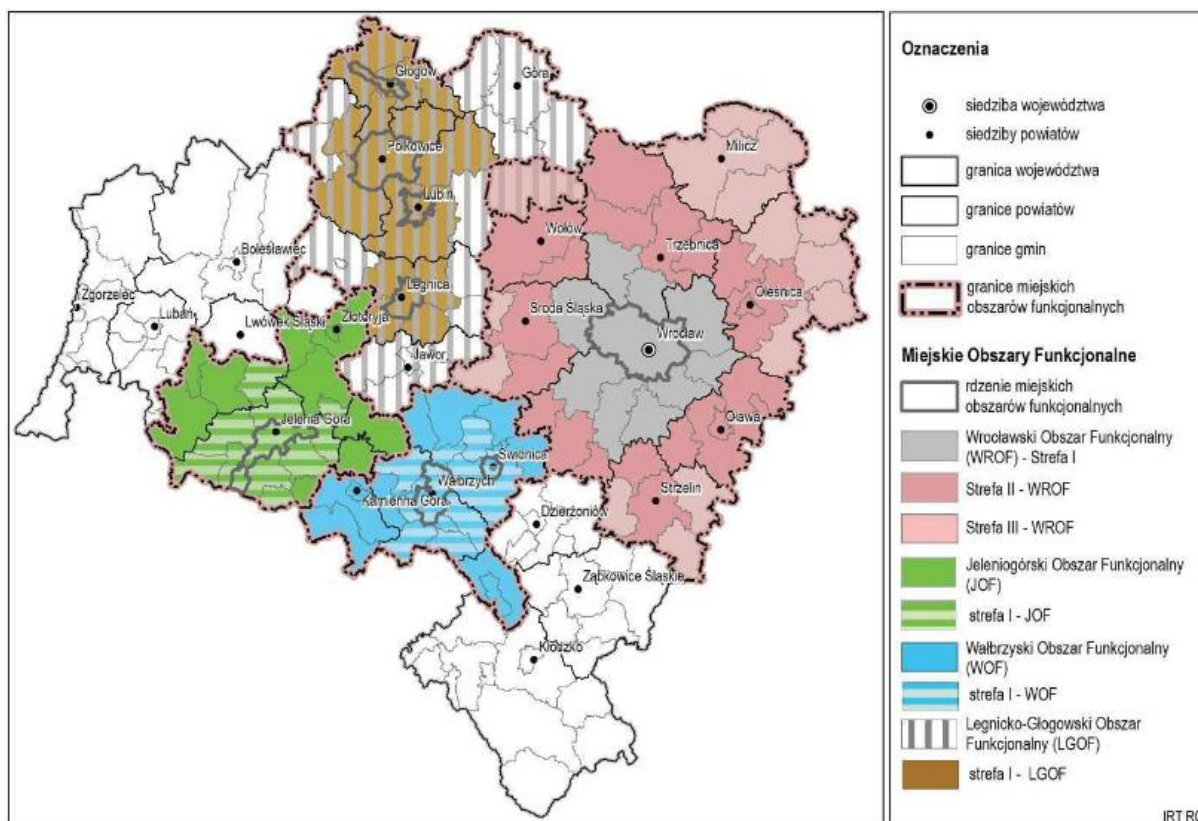 Głogów
Góra
Polkowice
Milicz
Lubin
Wołów
Trzebnica
Bolesławiec
Oleśnica
Legnica
Zgorzelec
Środa Śląska
Złotoryja
Lubań
Lwówek Śląski
Wrocław
Jawor
Jelenia Góra
Oława
Świdnica
Wałbrzych
Kamienna Góra
Strzelin
Dzierżoniów
Ząbkowice Śląskie
Kłodzko
Oznaczenia
siedziba województwa
siedziby powiatów
granica województwa
granice powiatów
granice gmin
granice miejskich
obszarów funkcjonalnych
Miejskie Obszary Funkcjonalne
rdzenie miejskich
obszarów funkcjonalnych
Wrocławski Obszar Funkcjonalny
(WROF) - Strefa I
Strefa II - WROF
Strefa III - WROF
Jeleniogórski Obszar Funkcjonalny
(JOF)
strefa I - JOF
Wałbrzyski Obszar Funkcjonalny
(WOF)
strefa I - WOF
Legnicko-Głogowski Obszar
Funkcjonalny (LGOF)
strefa I - LGOF